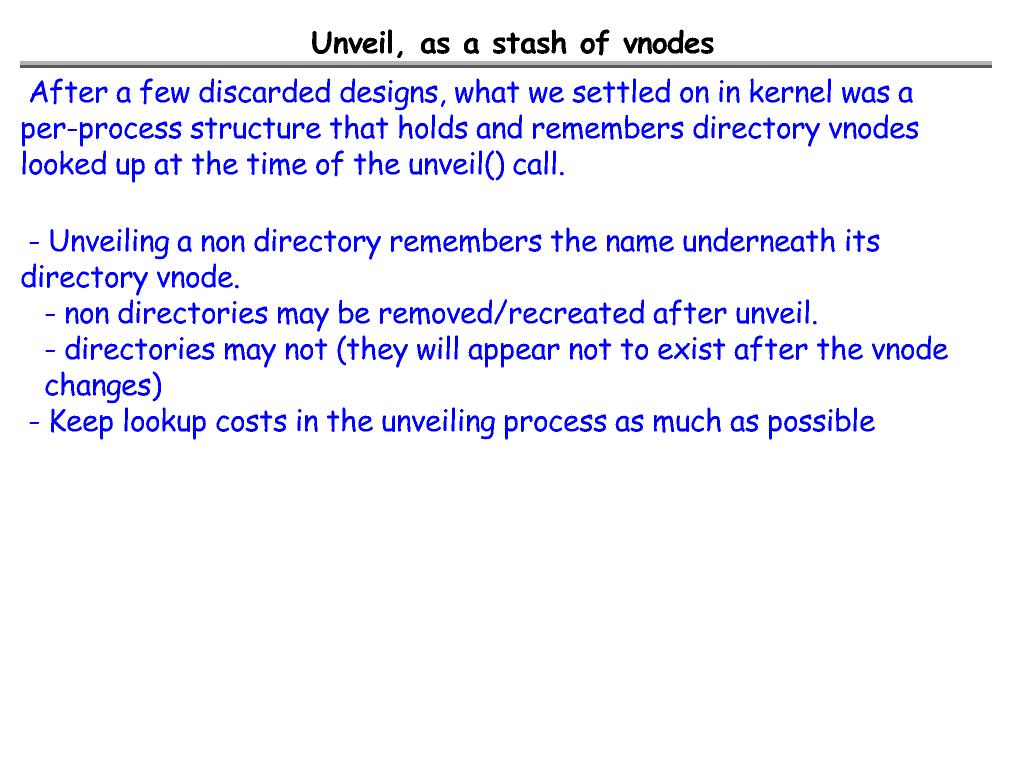 Unveil, as a stash of vnodes
After a few discarded designs, what we settled on in kernel was a
per-process structure that holds and remembers directory vnodes
looked up at the time of the unveil() call.
- Unveiling a non directory remembers the name underneath its
directory vnode.
- non directories may be removed/recreated after unveil.
- directories may not (they will appear not to exist after the vnode
changes)
- Keep lookup costs in the unveiling process as much as possible